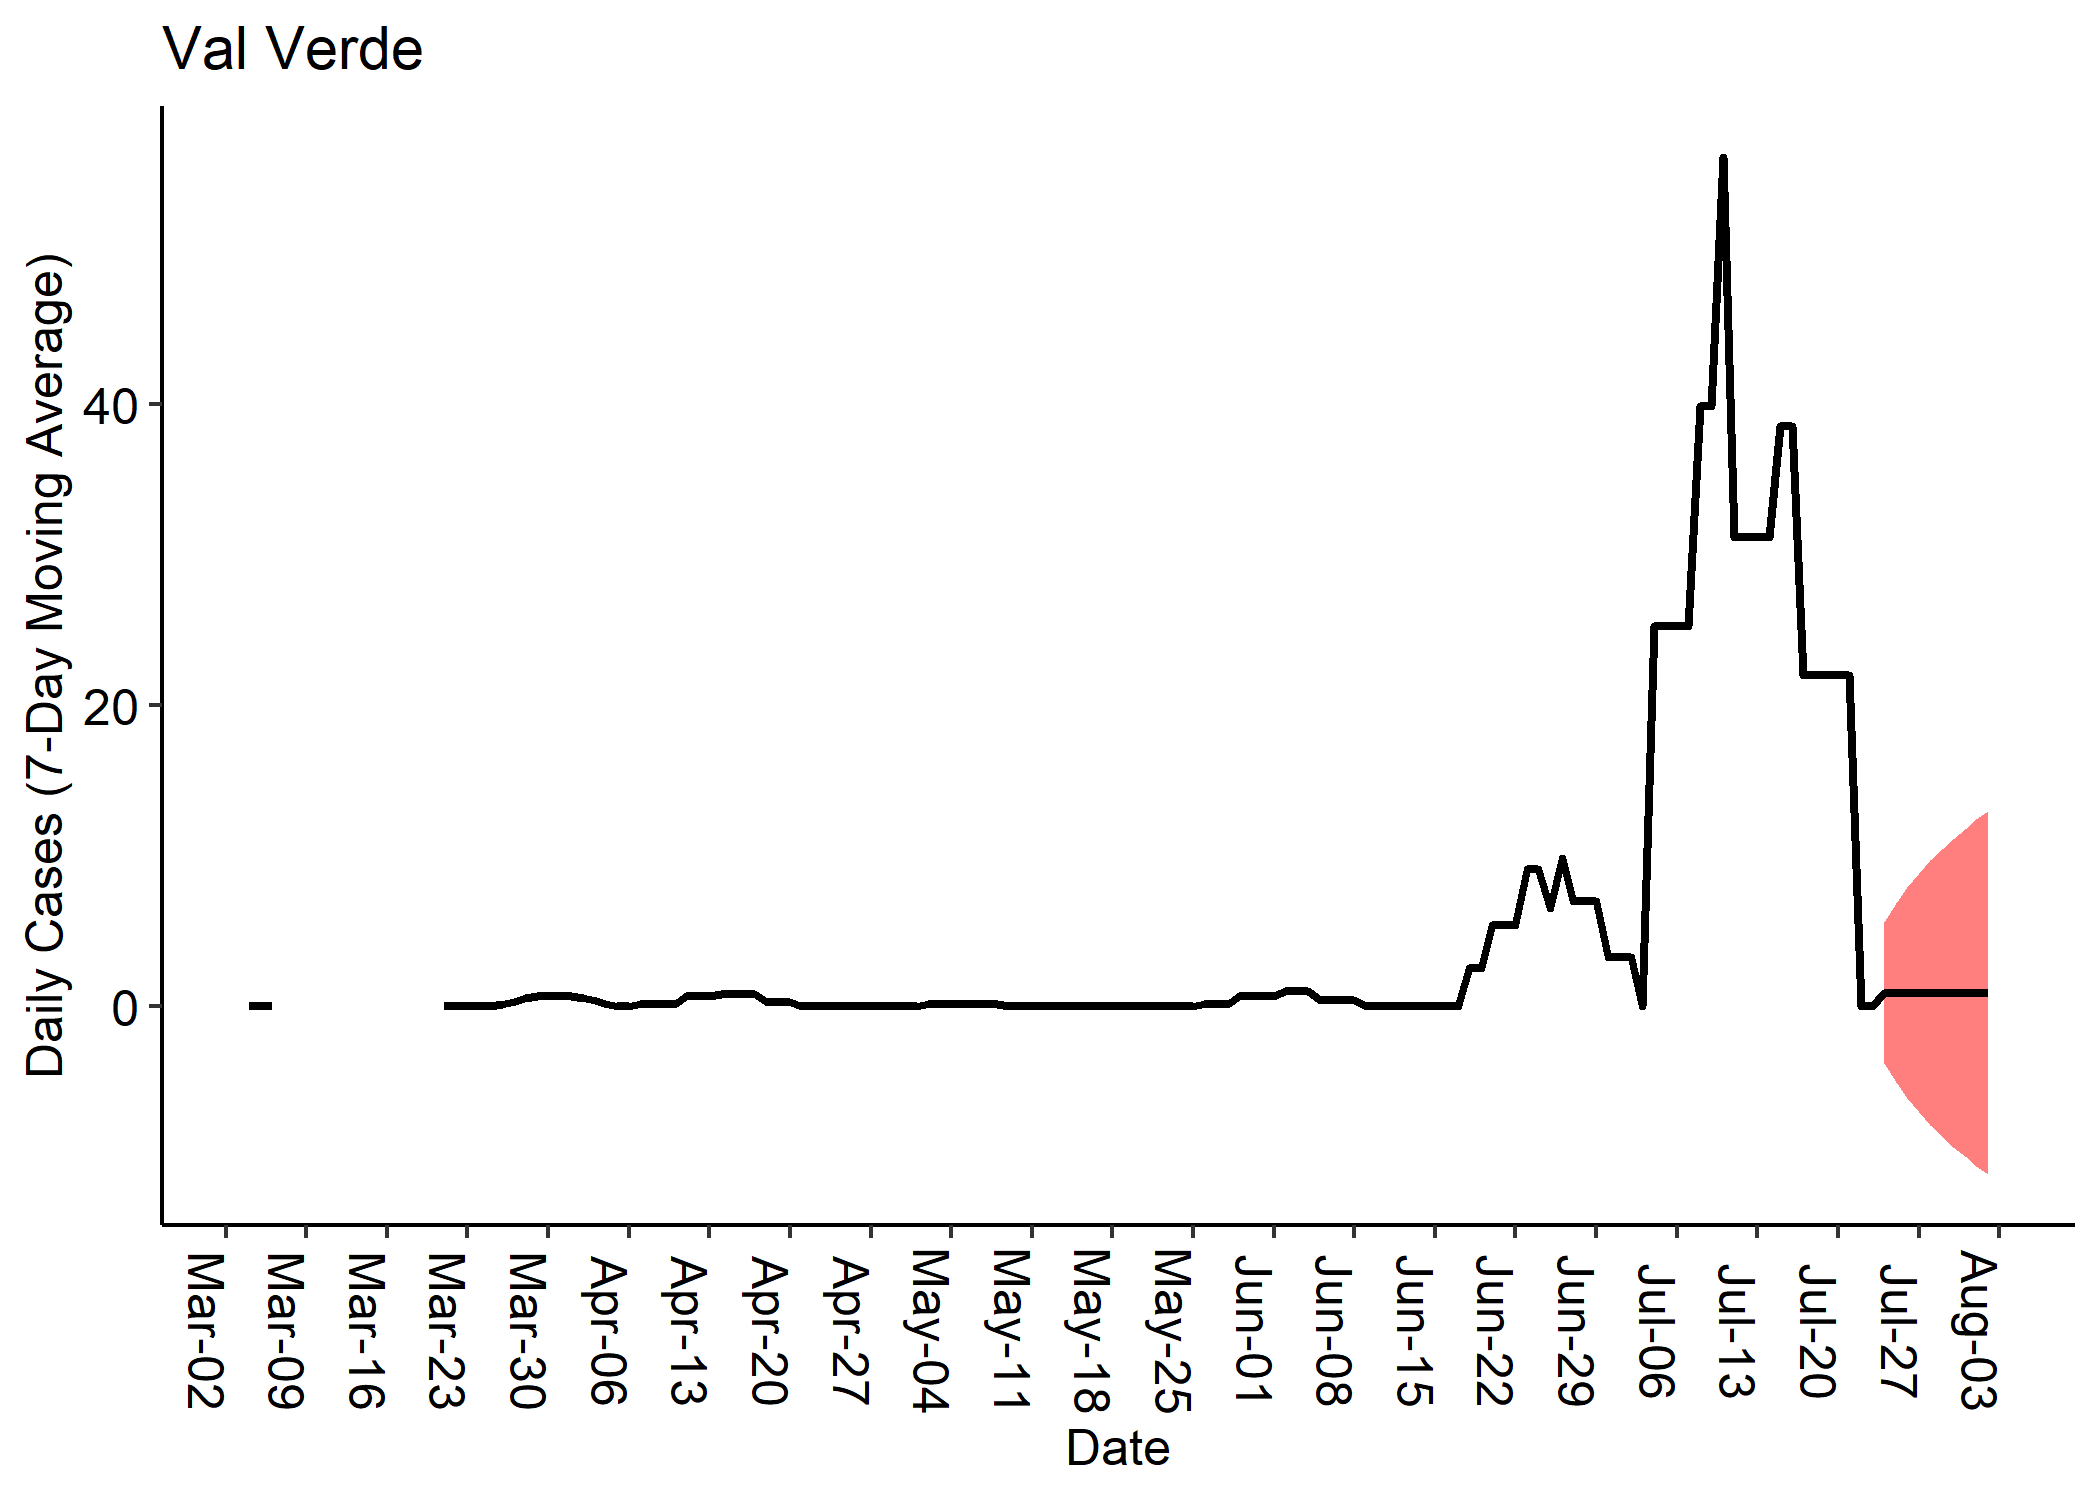 Val Verde
Daily Cases (7-Day Moving Average)
40
20
0
Mar-02
Mar-09
Mar-16
Mar-23
Mar-30
Apr-06
Apr-13
Apr-20
Apr-27
May-04
May-11
May-18
May-25
Jun-01
Jun-08
Jun-15
Jun-22
Jun-29
Jul-06
Jul-13
Jul-20
Jul-27
Aug-03
Date